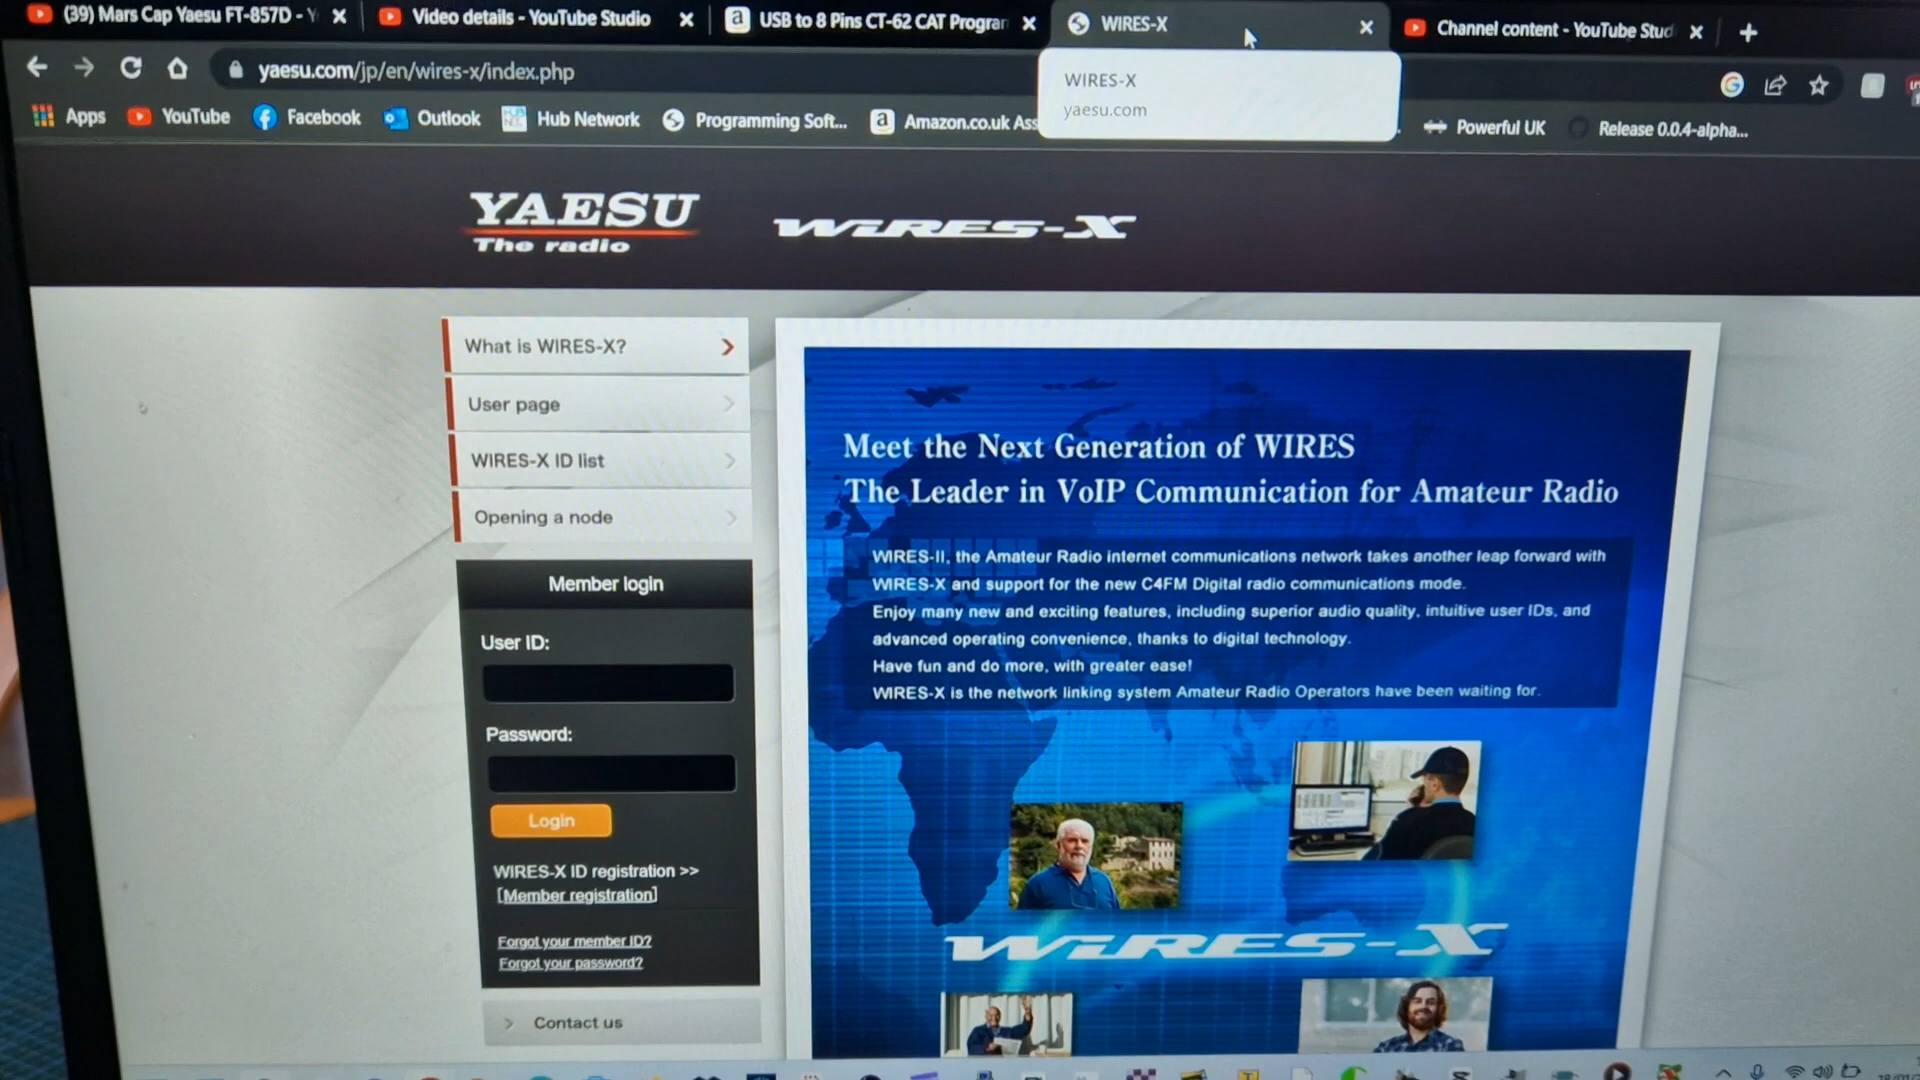 (39) Mars Cap Yaesu FT-857D -
Video details - YouTube Studio
USB to 8 Pins CT-62 CAT Program
WIRES-X
Channel content - YouTube Stud
yaesu.com/jp/en/wires-x/index.php
WIRES-X
yaesu.com
Apps
YouTube
Facebook
Outlook
Hub Network
Programming Soft...
Amazon.co.uk Ass
Powerful UK
Release 0.0.4-alpha...
YAESU
The radio
WIRES-X
What is WIRES-X?
User page
WIRES-X ID list
Opening a node
Member login
User ID:
Password:
Login
WIRES-X ID registration >>
[Member registration]
Forgot your member ID?
Forgot your password?
Contact us
Meet the Next Generation of WIRES
The Leader in VoIP Communication for Amateur Radio
WIRES-II, the Amateur Radio internet communications network takes another leap forward with
WIRES-X and support for the new C4FM Digital radio communications mode.
Enjoy many new and exciting features, including superior audio quality, intuitive user IDs, and
advanced operating convenience, thanks to digital technology.
Have fun and do more, with greater ease!
WIRES-X is the network linking system Amateur Radio Operators have been waiting for.
WIRES-X